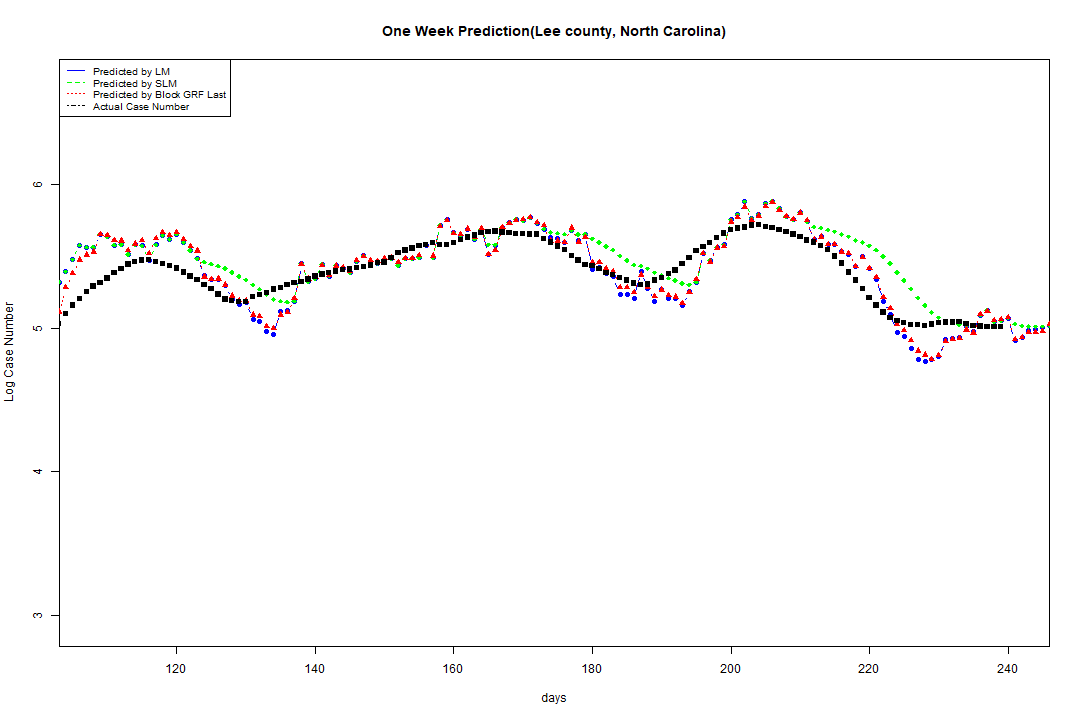 One Week Prediction(Lee county, North Carolina)
Predicted by LM
Predicted by SLM
Predicted by Block GRF Last
Actual Case Number
6
5
4
3
Log Case Number
120 140 160 180 200 220 240
days